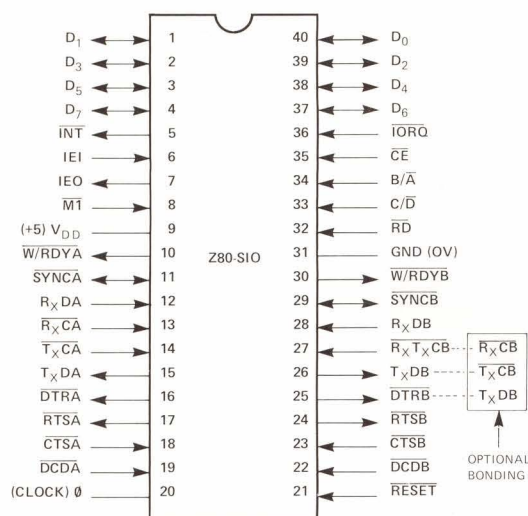 D1 1 40 D0
D3 2 39 D2
D5 3 38 D4
D7 4 37 D6
INT 5 36 IORQ
IEI 6 35 CE
IEO 7 34 B/A
M1 8 33 C/D
(+5) VDD 9 32 RD
W/RDYA 10 Z80-SIO 31 GND (OV)
SYNCA 11 30 W/RDYB
RXDA 12 29 SYNCB
RXCA 13 28 RXDB
TXCA 14 27 RXTXCB RXCB
TXDA 15 26 TXDB TXCB
DTRA 16 25 DTRB TXDB
RTSA 17 24 RTSB
CTSA 18 23 CTSB
DCDA 19 22 DCDB
(CLOCK) Ø 20 21 RESET
OPTIONAL
BONDING